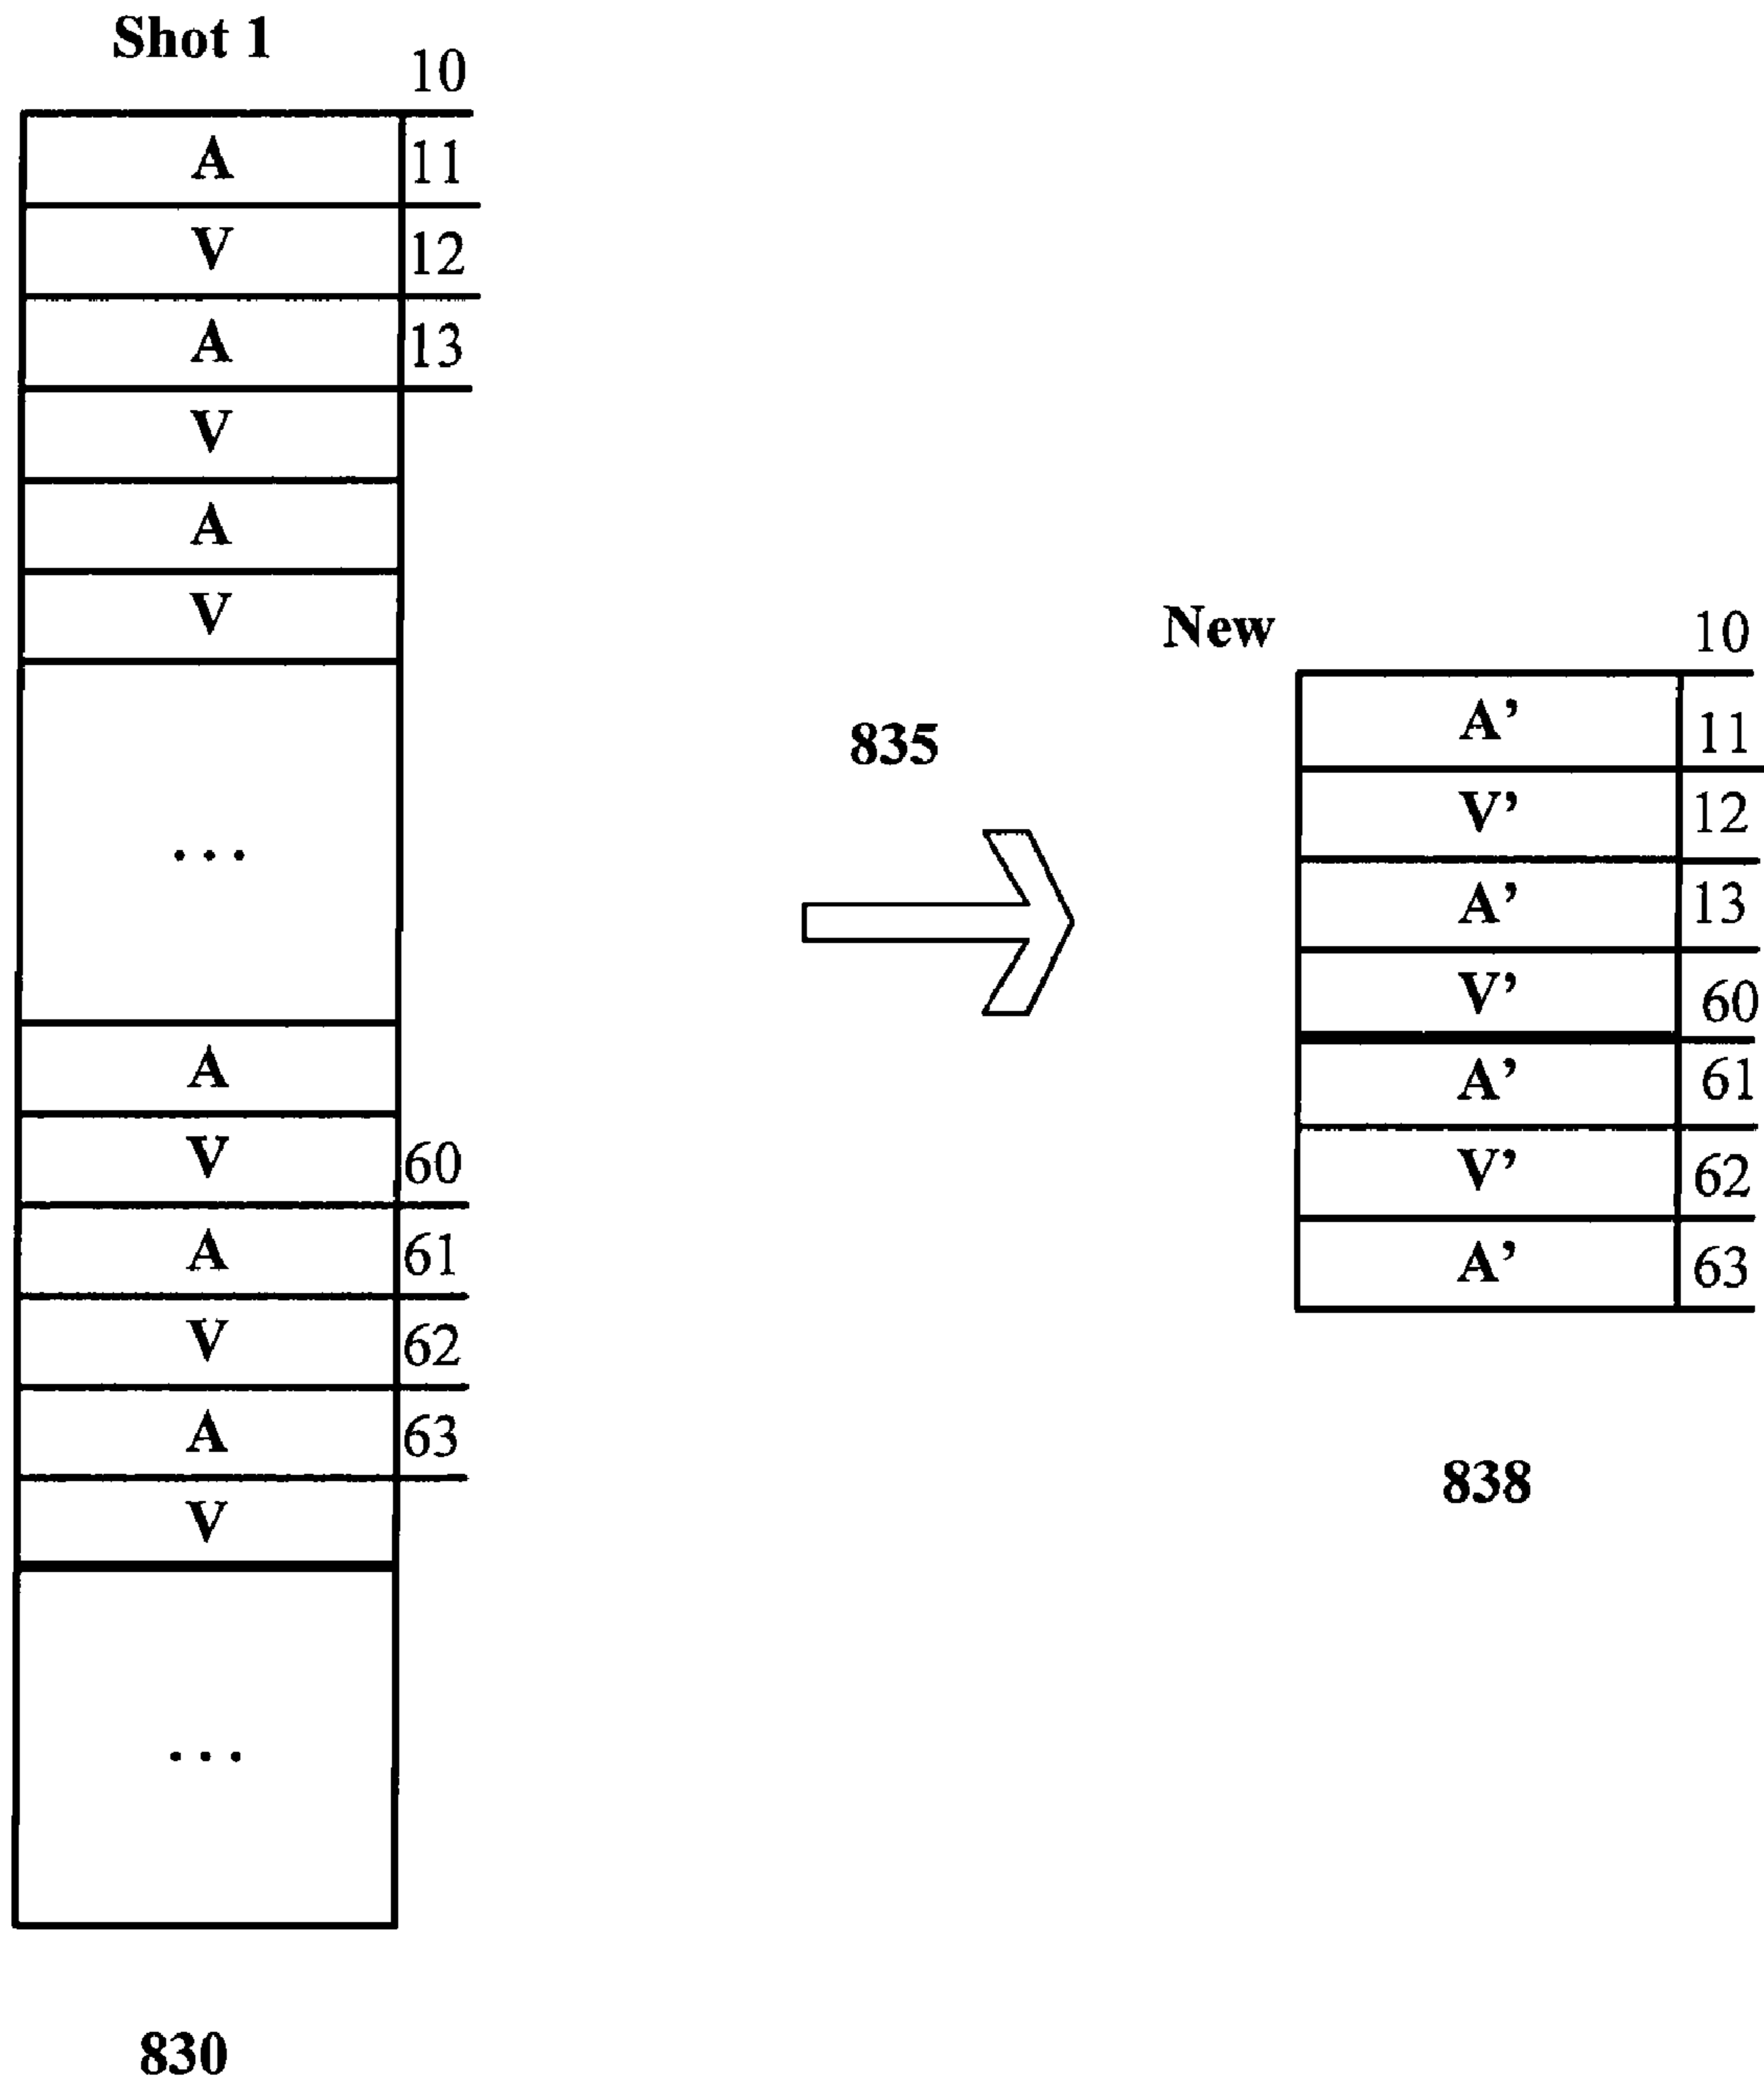 Shot 1
10
A 11
V 12
A 13
V
A
V
...
A
V 60
A 61
V 62
A 63
V
...
830
835
New 10
A’ 11
V’ 12
A’ 13
V’ 60
A’ 61
V’ 62
A’ 63
838